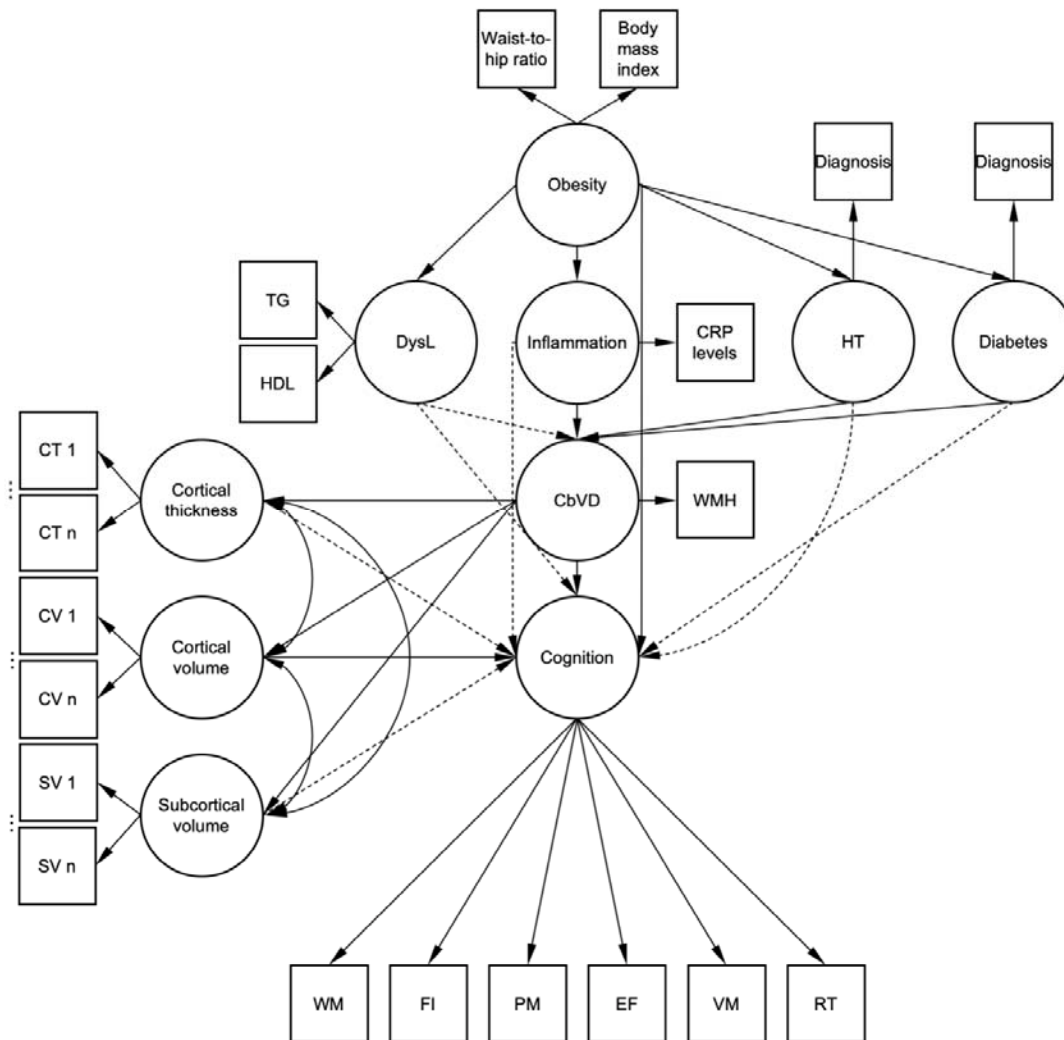 Waist-to-
hip ratio
Body
mass
index
Obesity
Diagnosis
Diagnosis
TG
HDL
DysL
Inflammation
CRP
levels
HT
Diabetes
CT 1
...
CT n
Cortical
thickness
CbVD
WMH
CV 1
...
CV n
Cortical
volume
Cognition
SV 1
...
SV n
Subcortical
volume
WM
FI
PM
EF
VM
RT